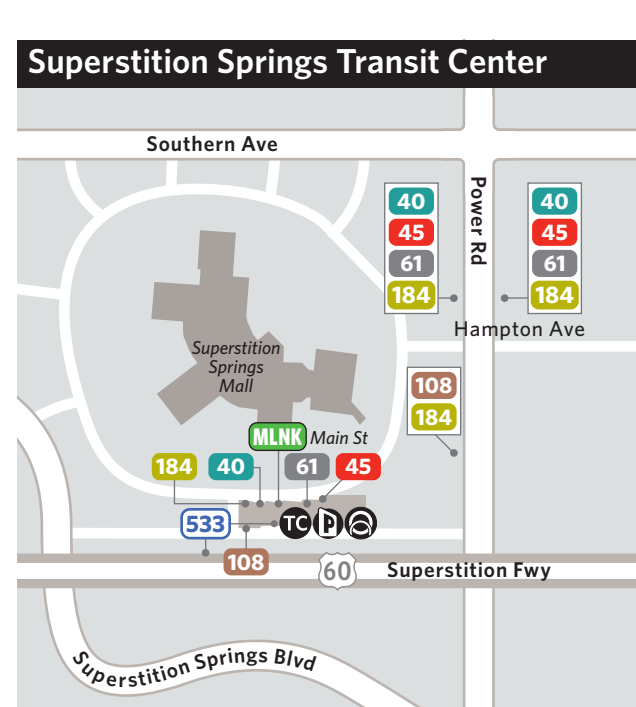 Superstition Springs Transit Center
Southern Ave
Power Rd
40
45
61
184
40
45
61
184
Hampton Ave
Superstition
Springs
Mall
108
184
MLNK Main St
184 40 61 45
533 TC P
108
60 Superstition Fwy
Superstition Springs Blvd